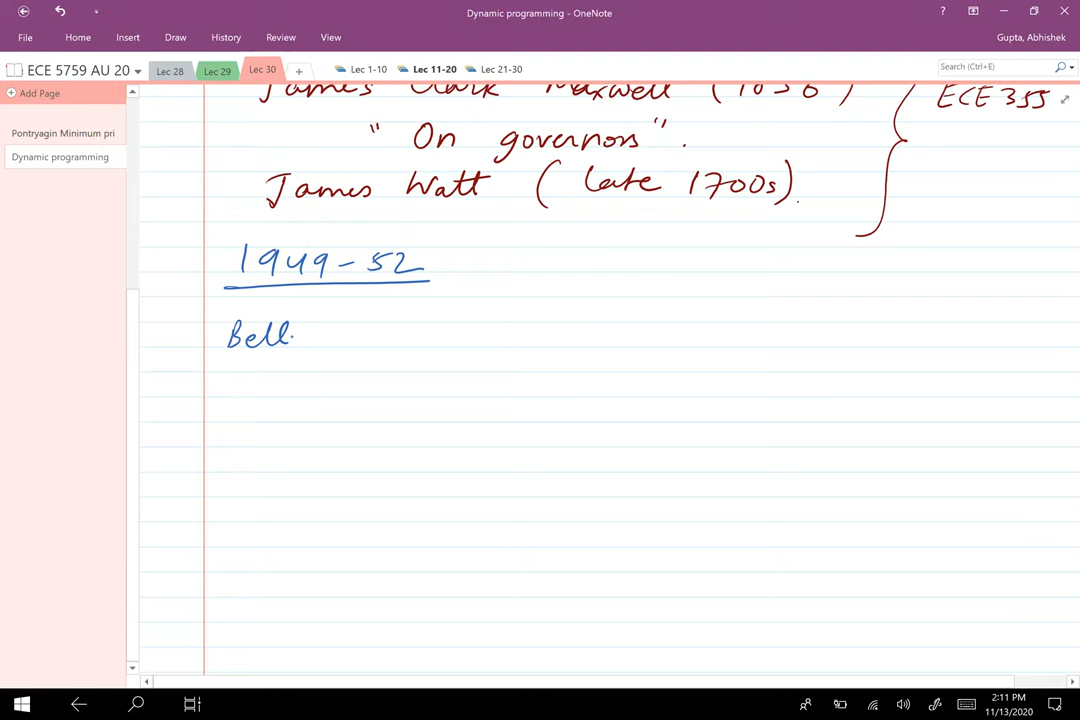 Dynamic programming - OneNote
?
File Home Insert Draw History Review View Gupta, Abhishek
ECE 5759 AU 20 Lec 28 Lec 29 Lec 30 + Lec 1-10 Lec 11-20 Lec 21-30 Search (Ctrl+E)
Add Page
Pontryagin Minimum pri
Dynamic programming
James Clark Maxwell ( ) ECE 355
" On governors ".
James Watt ( late 1700s).
1949-52
Bell.
2:11 PM
11/13/2020